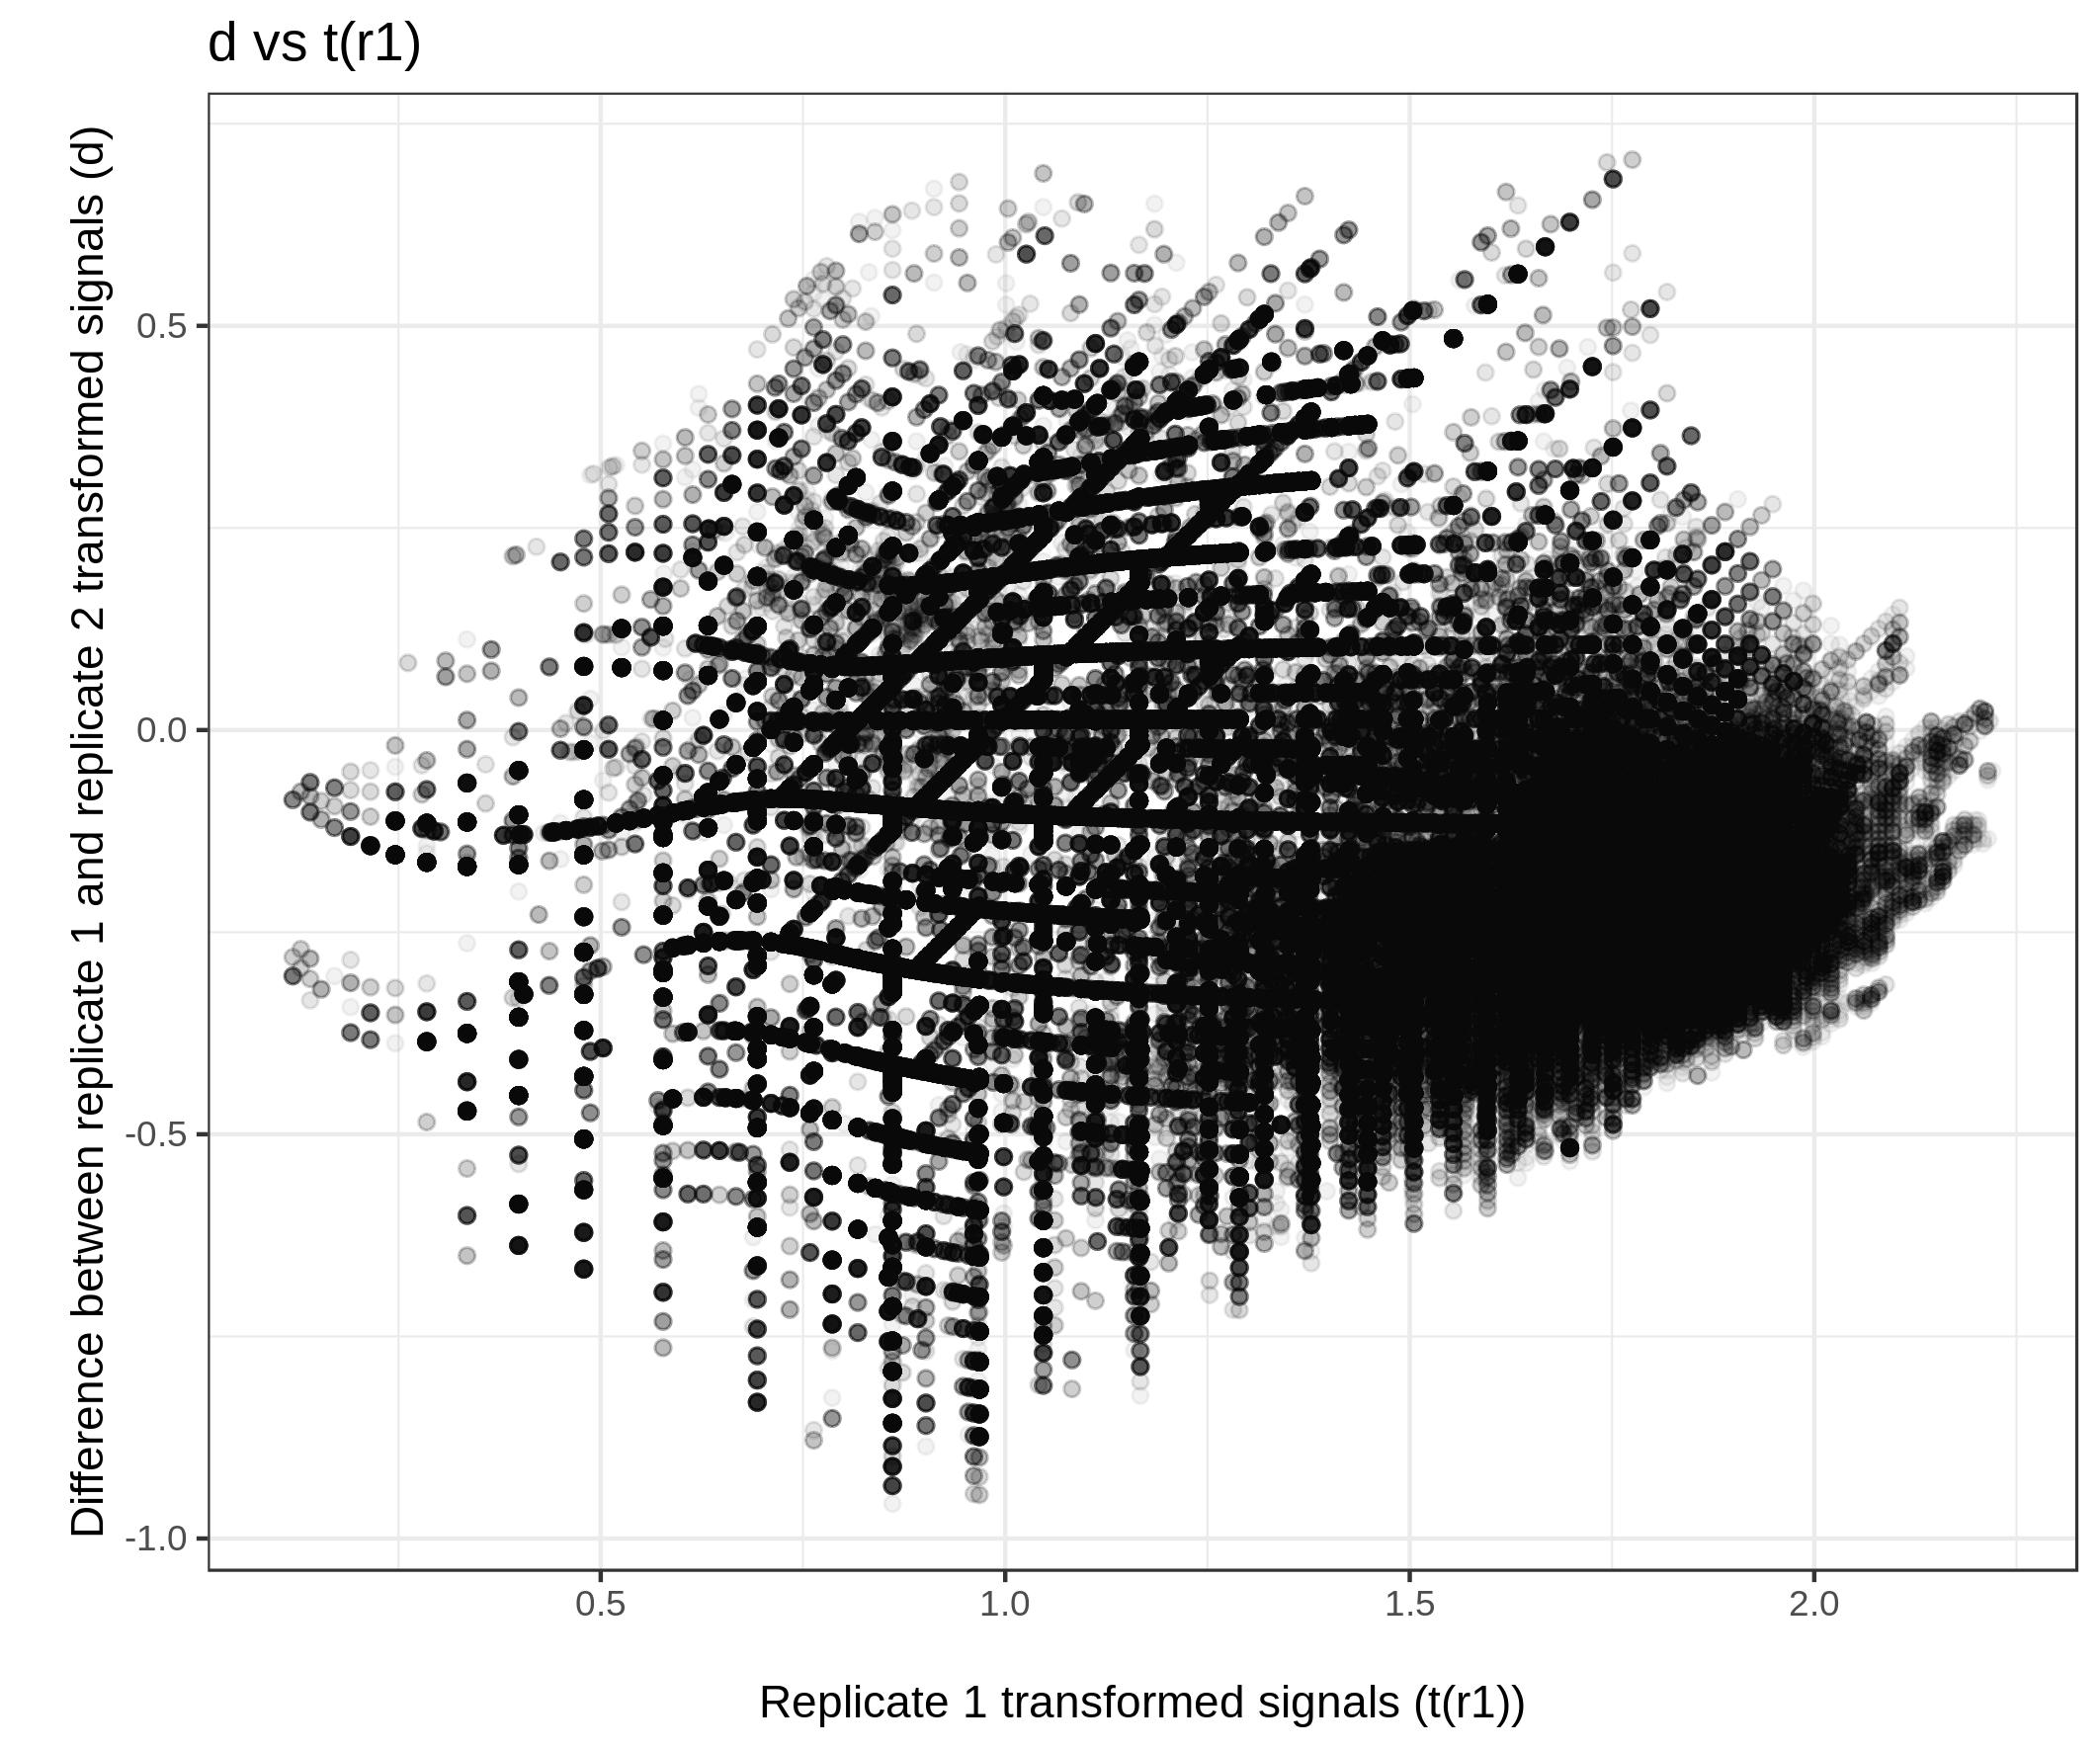 d vs t(r1)
Difference between replicate 1 and replicate 2 transformed signals (d)
0.5
0.0
-0.5
-1.0
0.5
1.0
1.5
2.0
Replicate 1 transformed signals (t(r1))